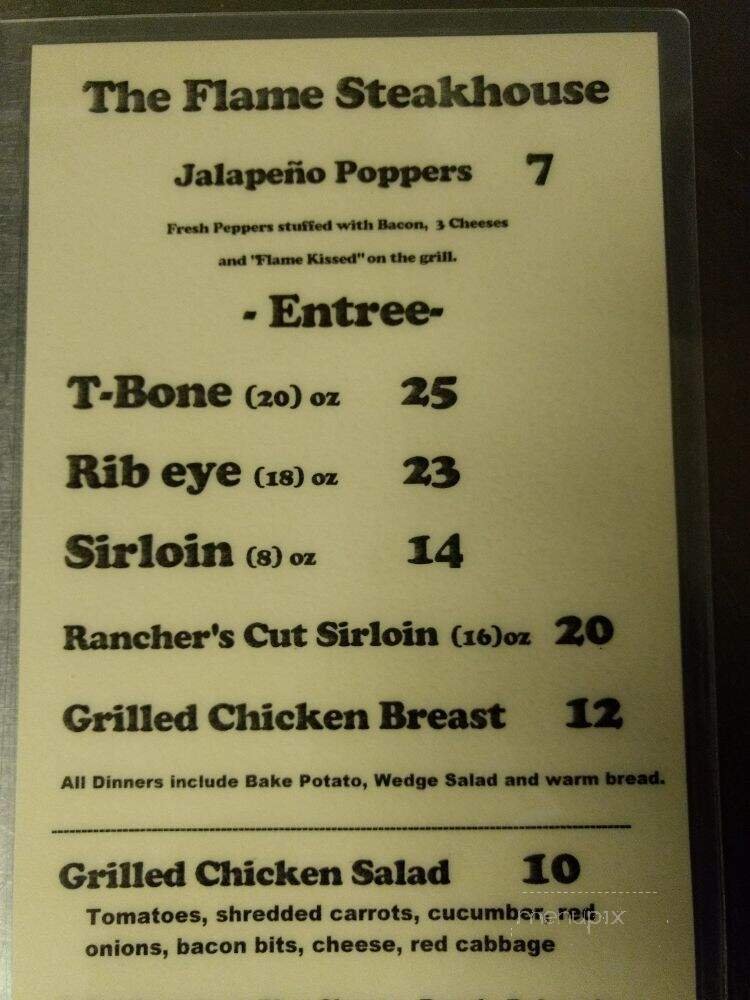 The Flame Steakhouse
Jalapeño Poppers 7
Fresh Peppers stuffed with Bacon, 3 Cheeses
and "Flame Kissed" on the grill.
- Entree-
T-Bone (20) oz 25
Rib eye (18) oz 23
Sirloin (8) oz 14
Rancher's Cut Sirloin (16)oz 20
Grilled Chicken Breast 12
All Dinners include Bake Potato, Wedge Salad and warm bread.
Grilled Chicken Salad 10
Tomatoes, shredded carrots, cucumber, red
onions, bacon bits, cheese, red cabbage
menupix